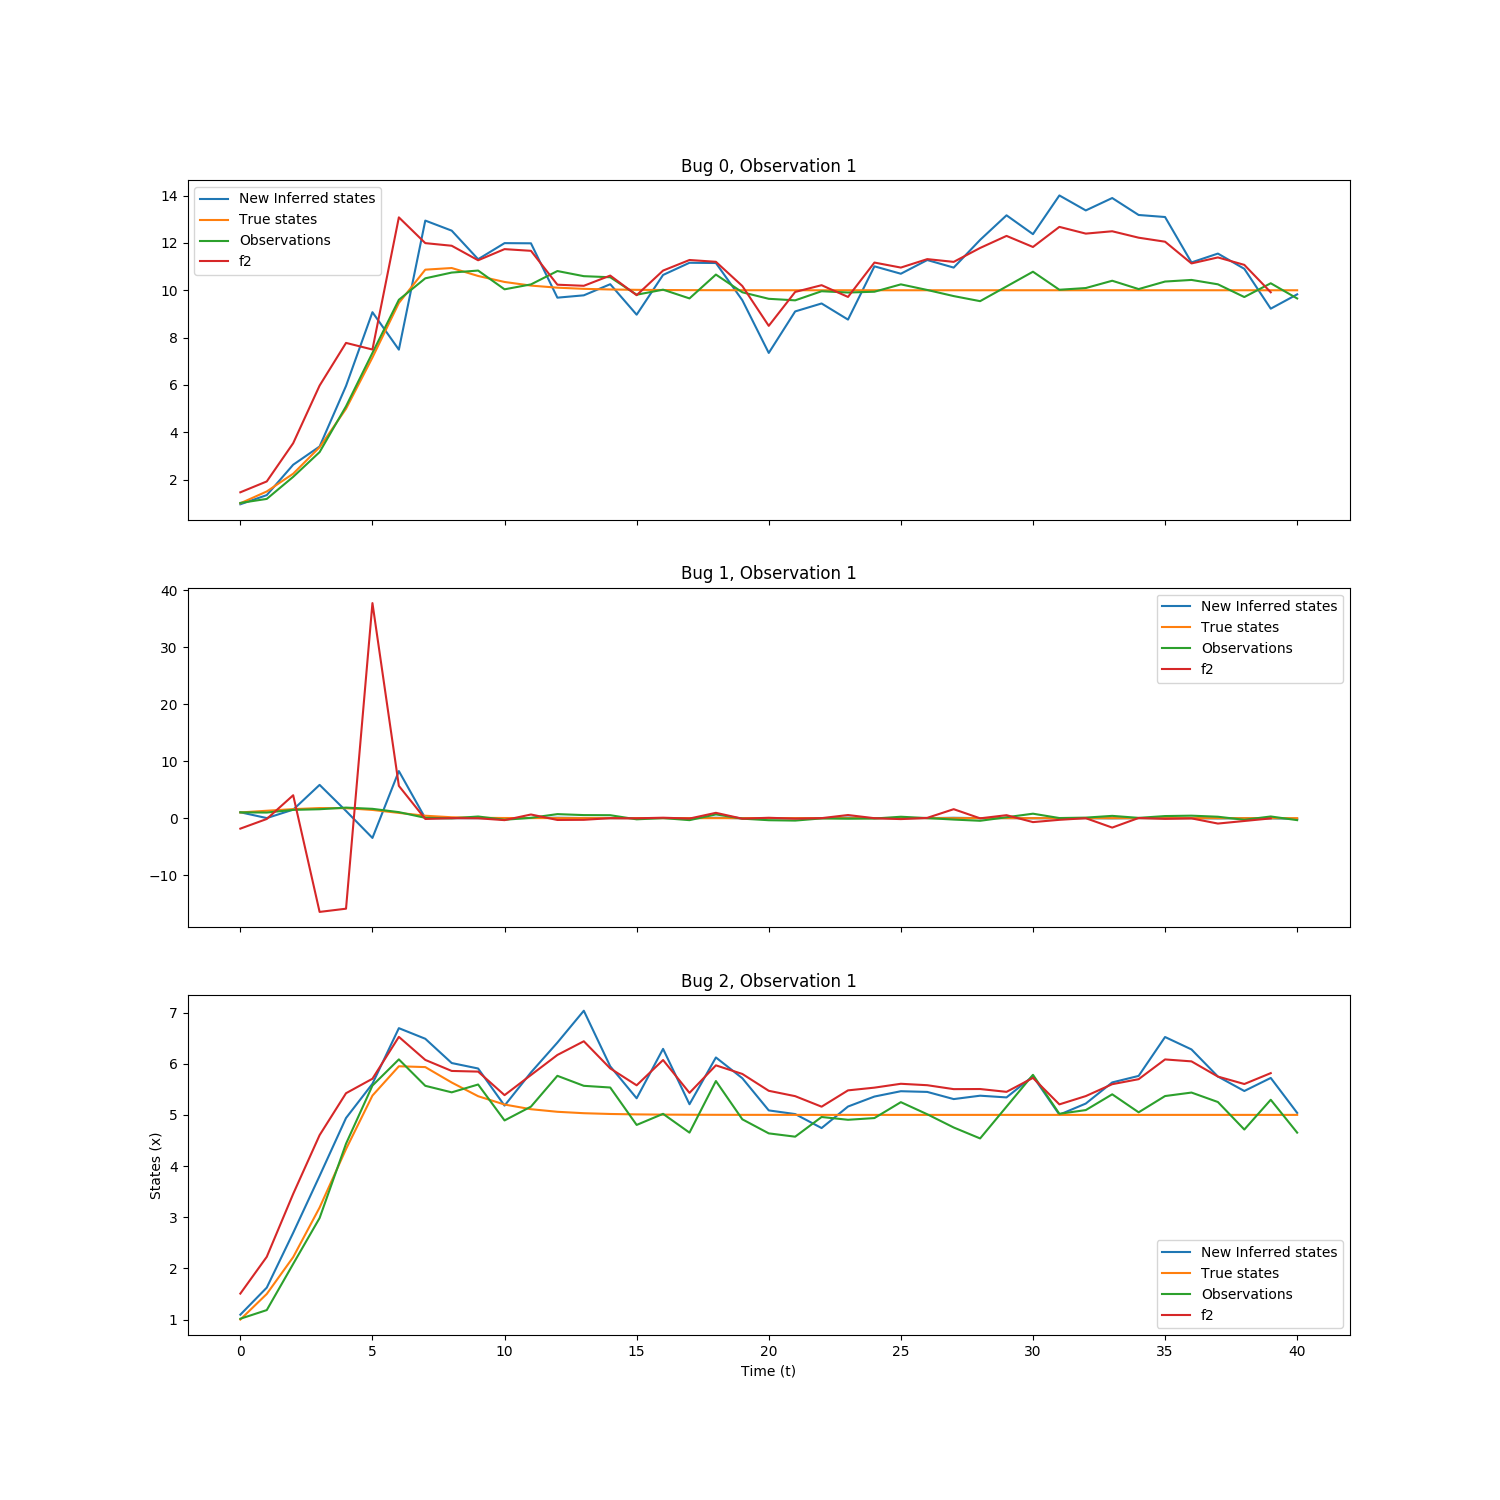 Bug 0, Observation 1
14
12
10
8
6
4
2
New Inferred states
True states
Observations
f2
Bug 1, Observation 1
40
30
20
10
0
−10
New Inferred states
True states
Observations
f2
Bug 2, Observation 1
7
6
5
4
3
2
1
States (x)
New Inferred states
True states
Observations
f2
0 5 10 15 20 25 30 35 40
Time (t)